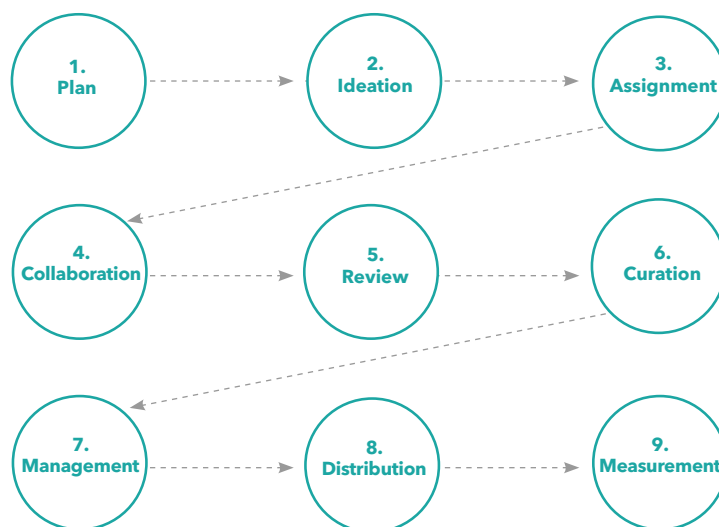 1.
Plan
2.
Ideation
3.
Assignment
4.
Collaboration
5.
Review
6.
Curation
7.
Management
8.
Distribution
9.
Measurement